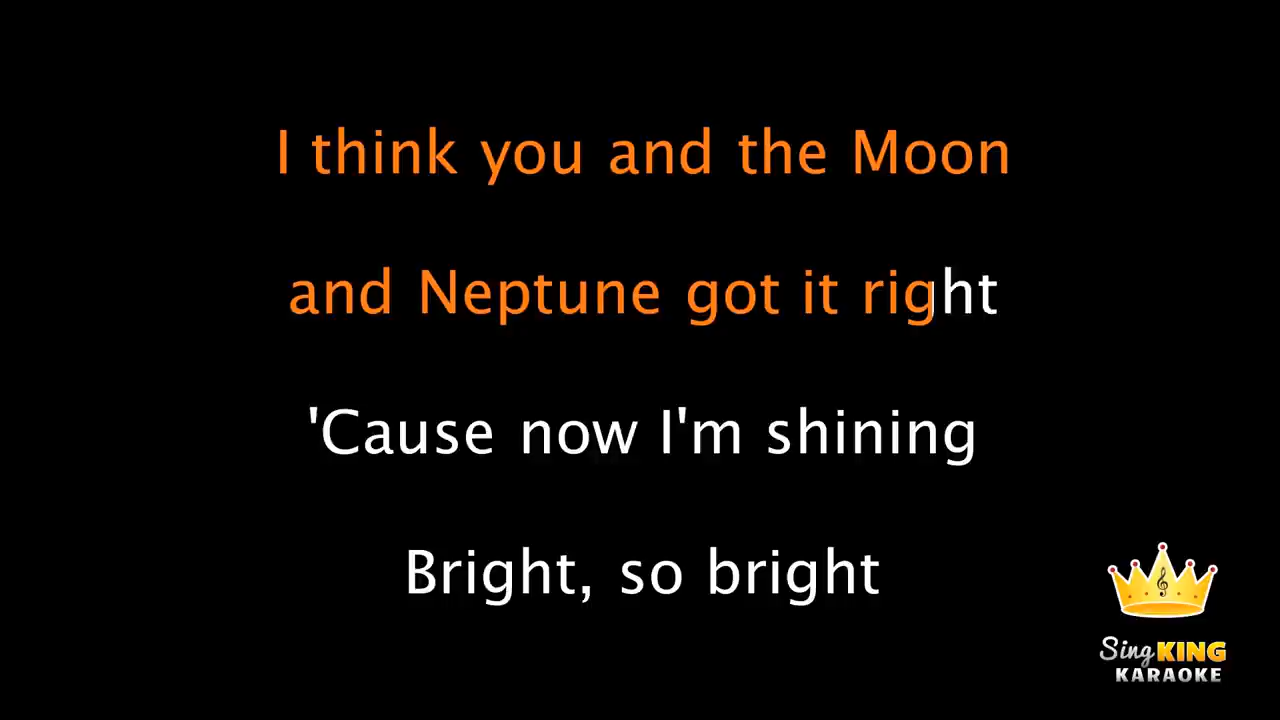 I think you and the Moon
and Neptune got it right
'Cause now I'm shining
Bright, so bright
Sing KING
KARAOKE